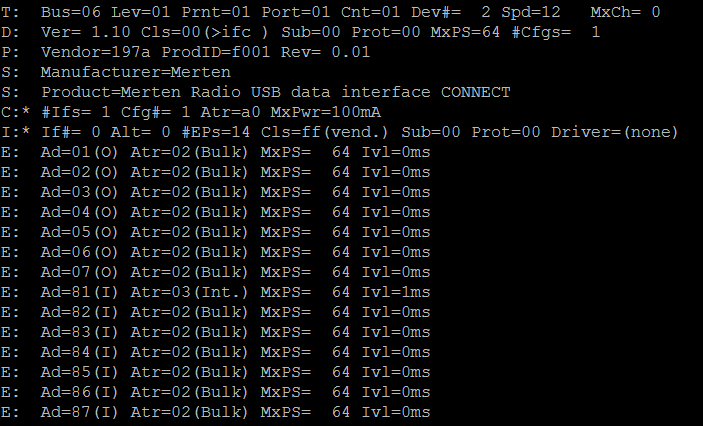 T:  Bus=06 Lev=01 Prnt=01 Port=01 Cnt=01 Dev#=  2 Spd=12   MxCh= 0
D:  Ver= 1.10 Cls=00(>ifc ) Sub=00 Prot=00 MxPS=64 #Cfgs=  1
P:  Vendor=197a ProdID=f001 Rev= 0.01
S:  Manufacturer=Merten
S:  Product=Merten Radio USB data interface CONNECT
C:* #Ifs= 1 Cfg#= 1 Atr=a0 MxPwr=100mA
I:* If#= 0 Alt= 0 #EPs=14 Cls=ff(vend.) Sub=00 Prot=00 Driver=(none)
E:  Ad=01(O) Atr=02(Bulk) MxPS=  64 Ivl=0ms
E:  Ad=02(O) Atr=02(Bulk) MxPS=  64 Ivl=0ms
E:  Ad=03(O) Atr=02(Bulk) MxPS=  64 Ivl=0ms
E:  Ad=04(O) Atr=02(Bulk) MxPS=  64 Ivl=0ms
E:  Ad=05(O) Atr=02(Bulk) MxPS=  64 Ivl=0ms
E:  Ad=06(O) Atr=02(Bulk) MxPS=  64 Ivl=0ms
E:  Ad=07(O) Atr=02(Bulk) MxPS=  64 Ivl=0ms
E:  Ad=81(I) Atr=03(Int.) MxPS=  64 Ivl=1ms
E:  Ad=82(I) Atr=02(Bulk) MxPS=  64 Ivl=0ms
E:  Ad=83(I) Atr=02(Bulk) MxPS=  64 Ivl=0ms
E:  Ad=84(I) Atr=02(Bulk) MxPS=  64 Ivl=0ms
E:  Ad=85(I) Atr=02(Bulk) MxPS=  64 Ivl=0ms
E:  Ad=86(I) Atr=02(Bulk) MxPS=  64 Ivl=0ms
E:  Ad=87(I) Atr=02(Bulk) MxPS=  64 Ivl=0ms